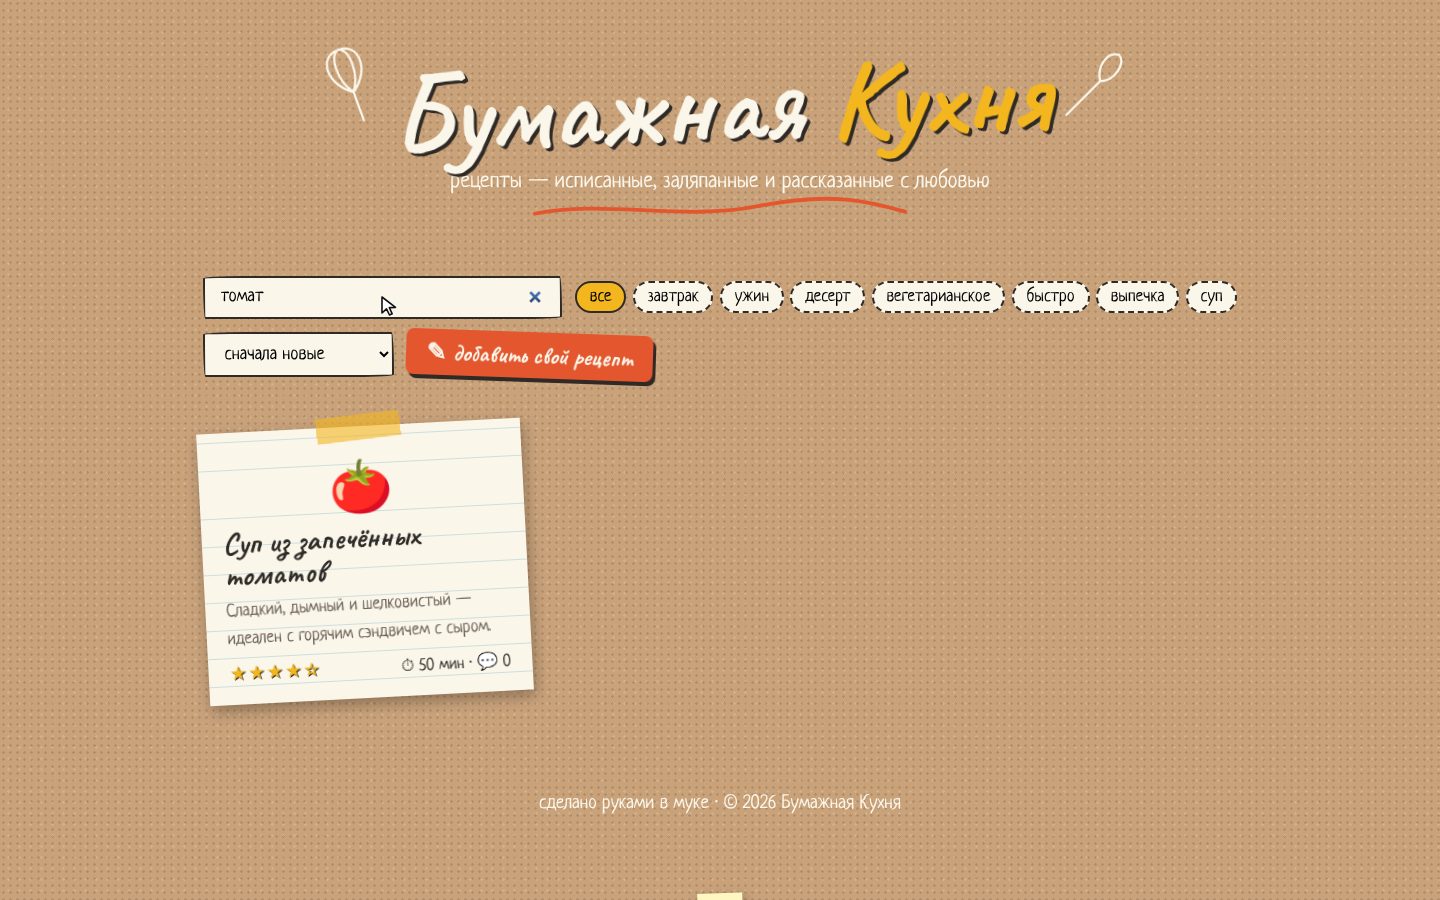 Бумажная Кухня
рецепты — исписанные, заляпанные и рассказанные с любовью
томат
все завтрак ужин десерт вегетарианское быстро выпечка суп
сначала новые
✎ добавить свой рецепт
Суп из запечённых
томатов
Сладкий, дымный и шелковистый —
идеален с горячим сэндвичем с сыром.
★★★★⯪ ⏱ 50 мин · 💬 0
сделано руками в муке · © 2026 Бумажная Кухня